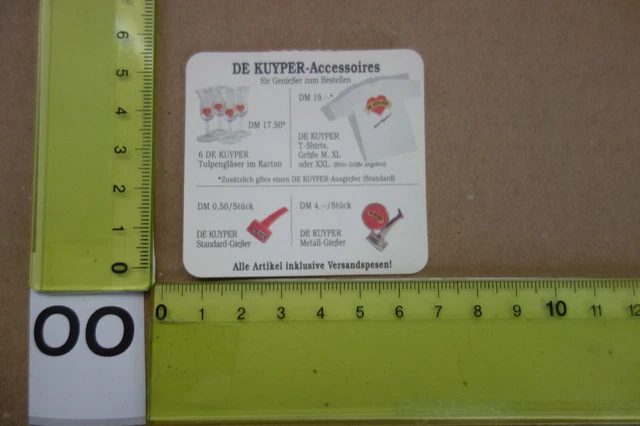 DE KUYPER-Accessoires
für Genießer zum Bestellen
DM 17,50*
6 DE KUYPER
Tulpengläser im Karton
DM 19,--*
DE KUYPER
T-Shirts,
Größe M, XL
oder XXL. (Bitte Größe angeben)
*Zusätzlich gibts einen DE KUYPER-Ausgießer (Standard)
DM 0,50/Stück
DE KUYPER
Standard-Gießer
DM 4,--/Stück
DE KUYPER
Metall-Gießer
Alle Artikel inklusive Versandspesen!
6
5
4
3
2
1
0
0 1 2 3 4 5 6 7 8 9 10 11 12
OO